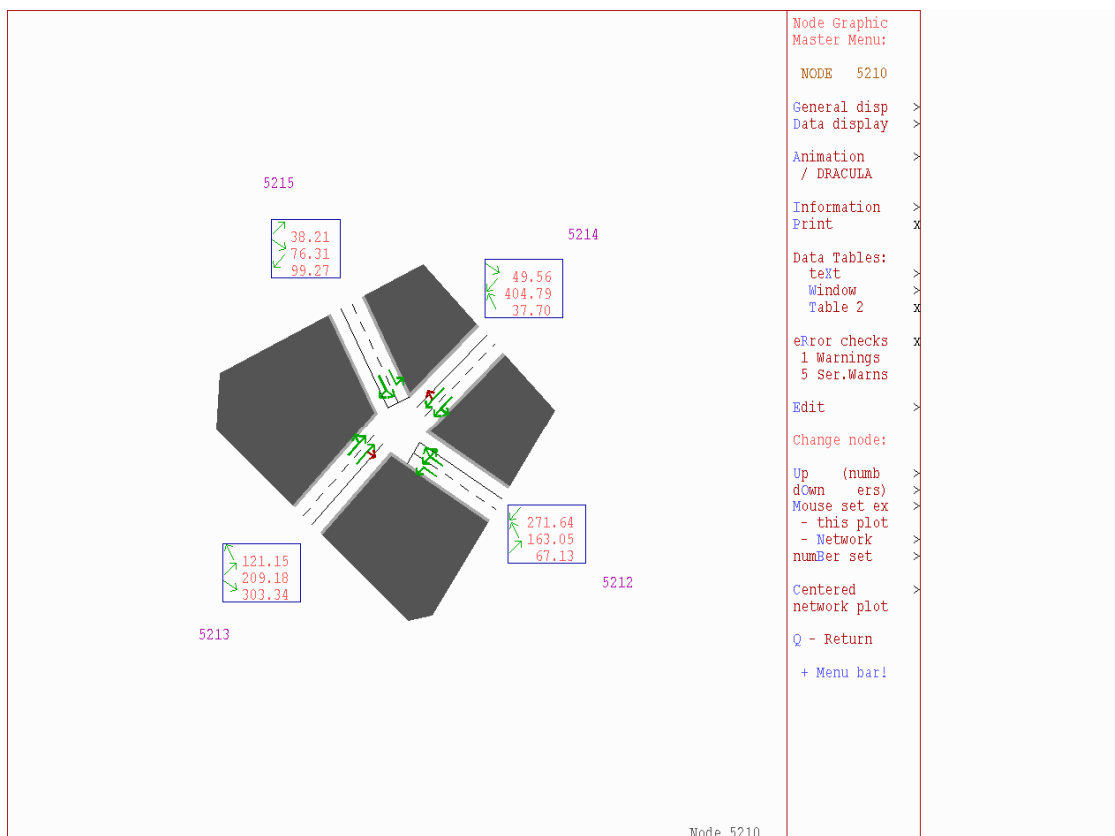 5215
38.21
76.31
99.27
5214
49.56
404.79
37.70
271.64
163.05
67.13
5212
121.15
209.18
303.34
5213
Node 5210
Node Graphic
Master Menu:
NODE 5210
General disp >
Data display >
Animation >
/ DRACULA
Information >
Print x
Data Tables:
teXt >
Window >
Table 2 x
eRror checks x
1 Warnings
5 Ser.Warns
Edit >
Change node:
Up (numb >
dOwn ers) >
Mouse set ex >
- this plot
- Network >
numBer set >
Centered >
network plot
Q - Return
+ Menu bar!